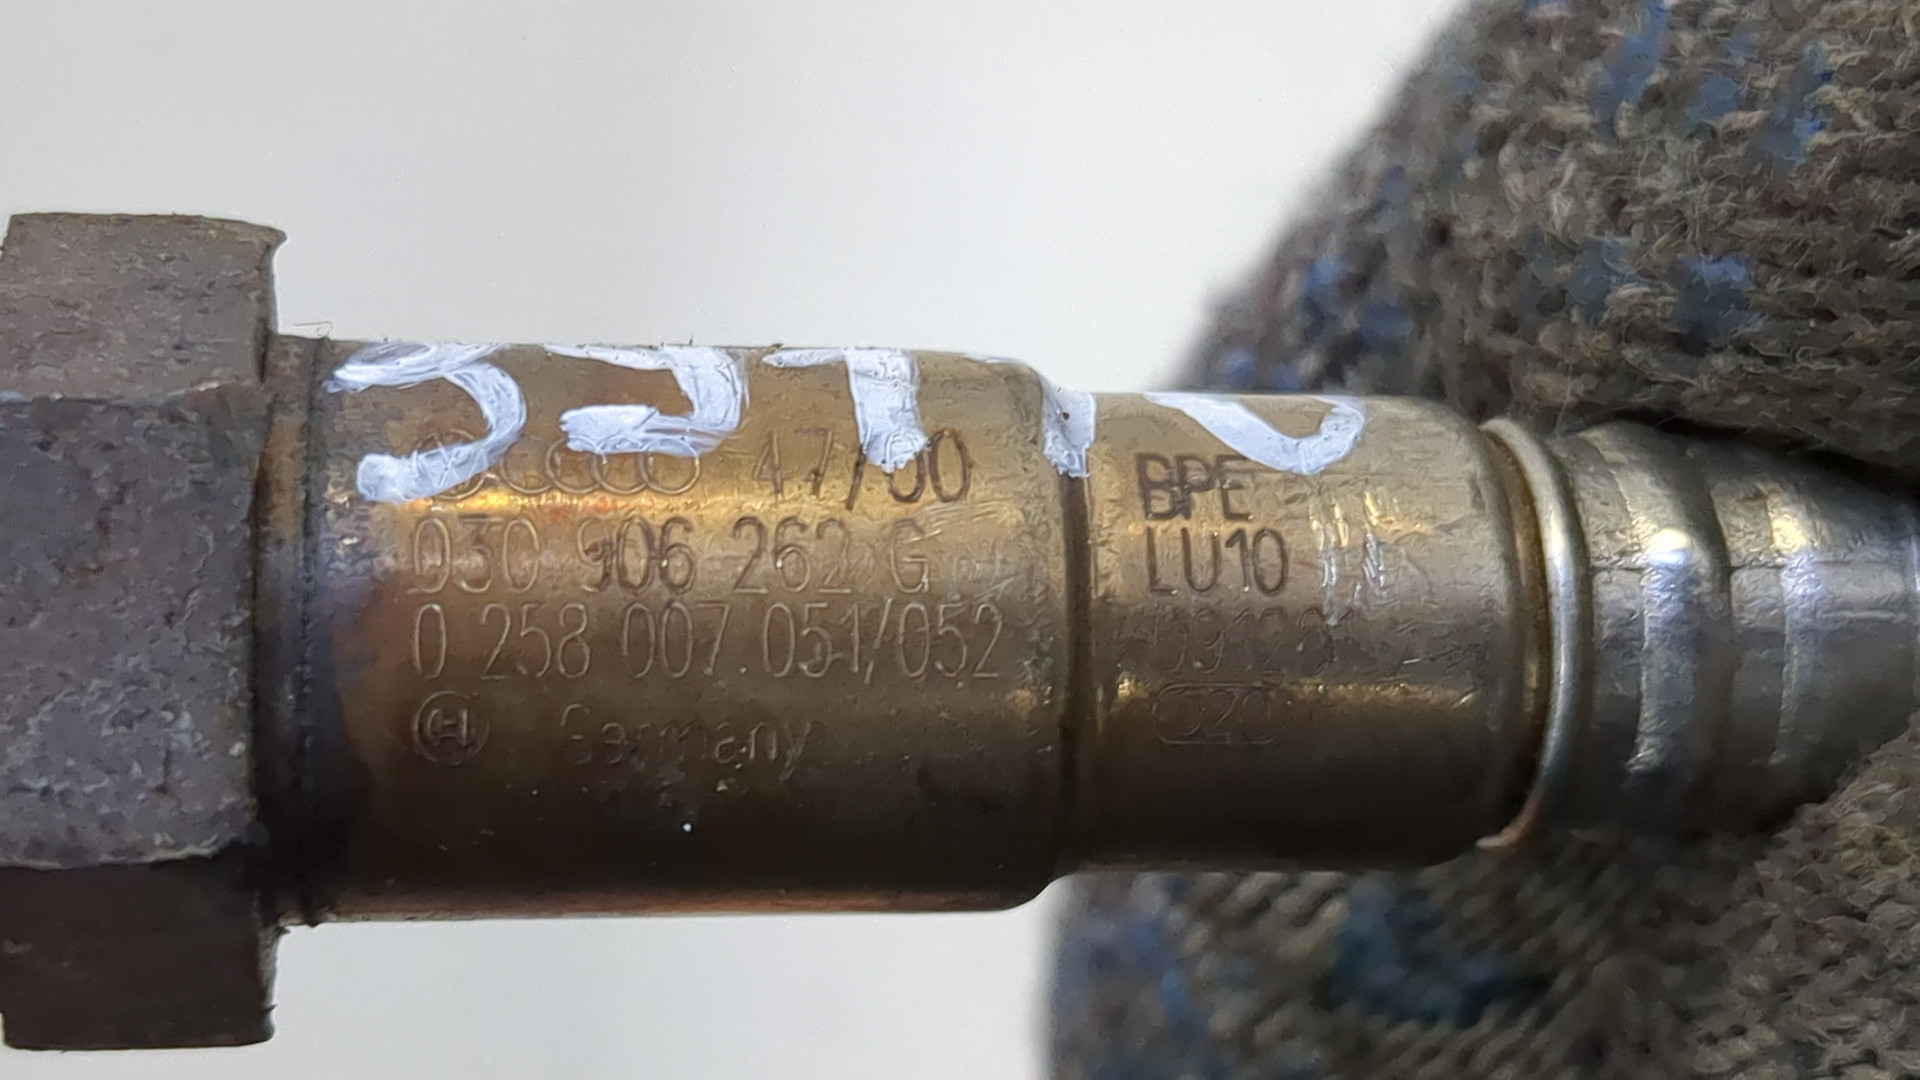 47/00
030 906 262 G
0 258 007.051/052
Germany
BPE
LU10